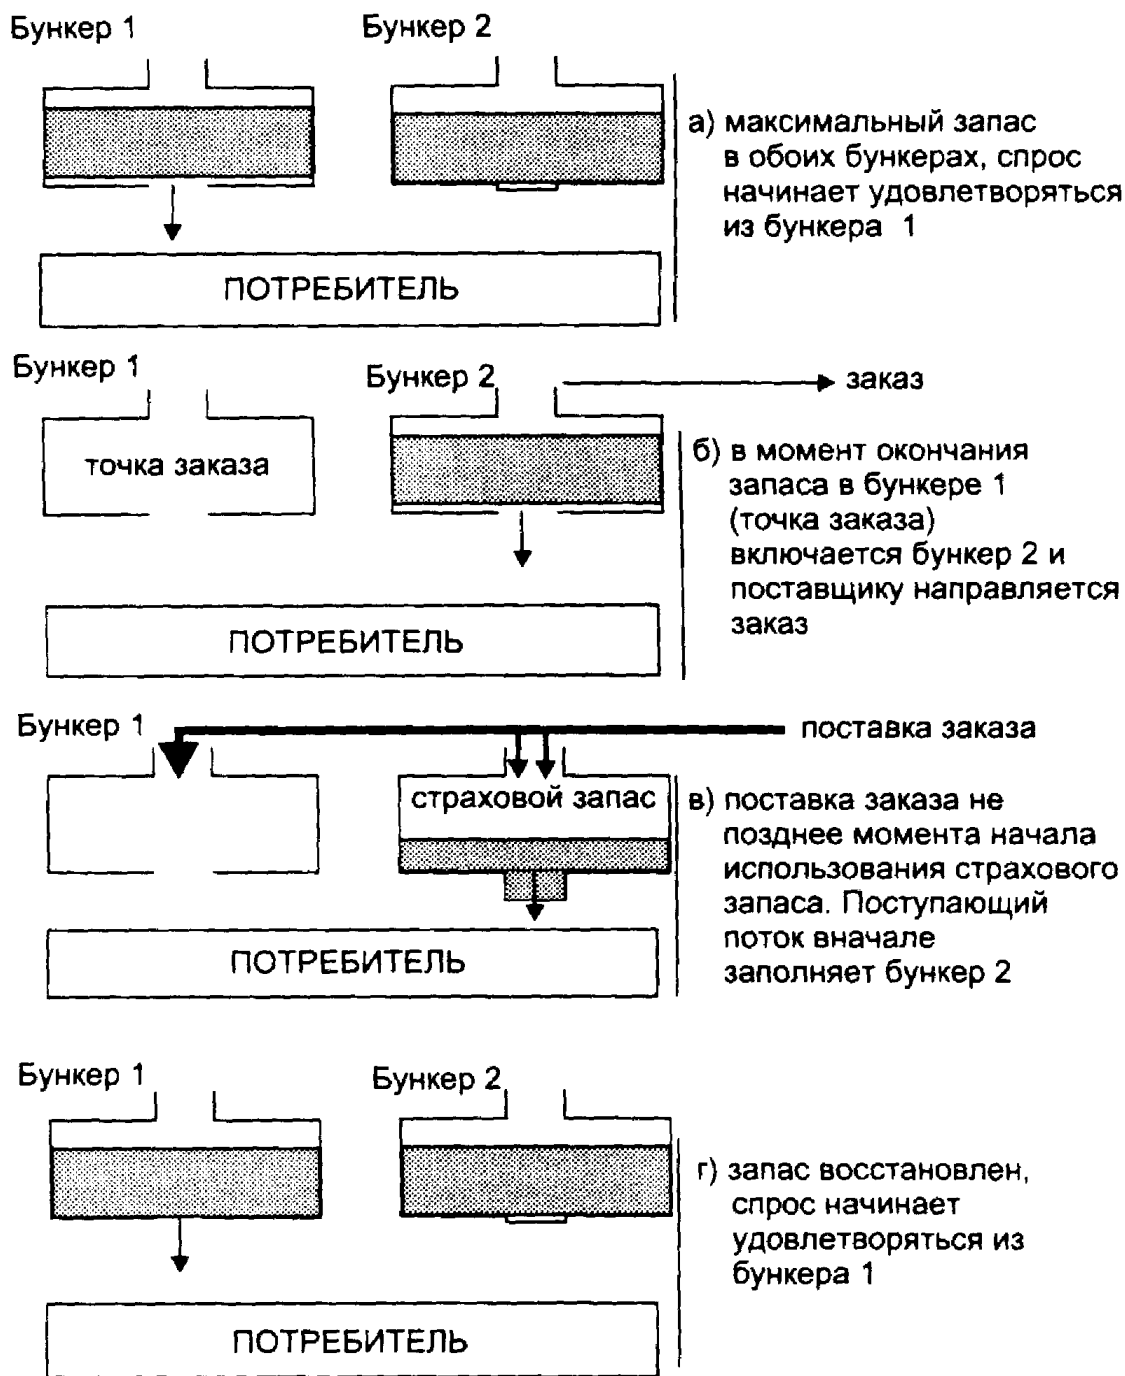 Бункер 1
Бункер 2
а) максимальный запас
в обоих бункерах, спрос
начинает удовлетворяться
из бункера 1
ПОТРЕБИТЕЛЬ
Бункер 1
Бункер 2
заказ
точка заказа
б) в момент окончания
запаса в бункере 1
(точка заказа)
включается бункер 2 и
поставщику направляется
заказ
ПОТРЕБИТЕЛЬ
Бункер 1
поставка заказа
страховой запас
в) поставка заказа не
позднее момента начала
использования страхового
запаса. Поступающий
поток вначале
заполняет бункер 2
ПОТРЕБИТЕЛЬ
Бункер 1
Бункер 2
г) запас восстановлен,
спрос начинает
удовлетворяться из
бункера 1
ПОТРЕБИТЕЛЬ